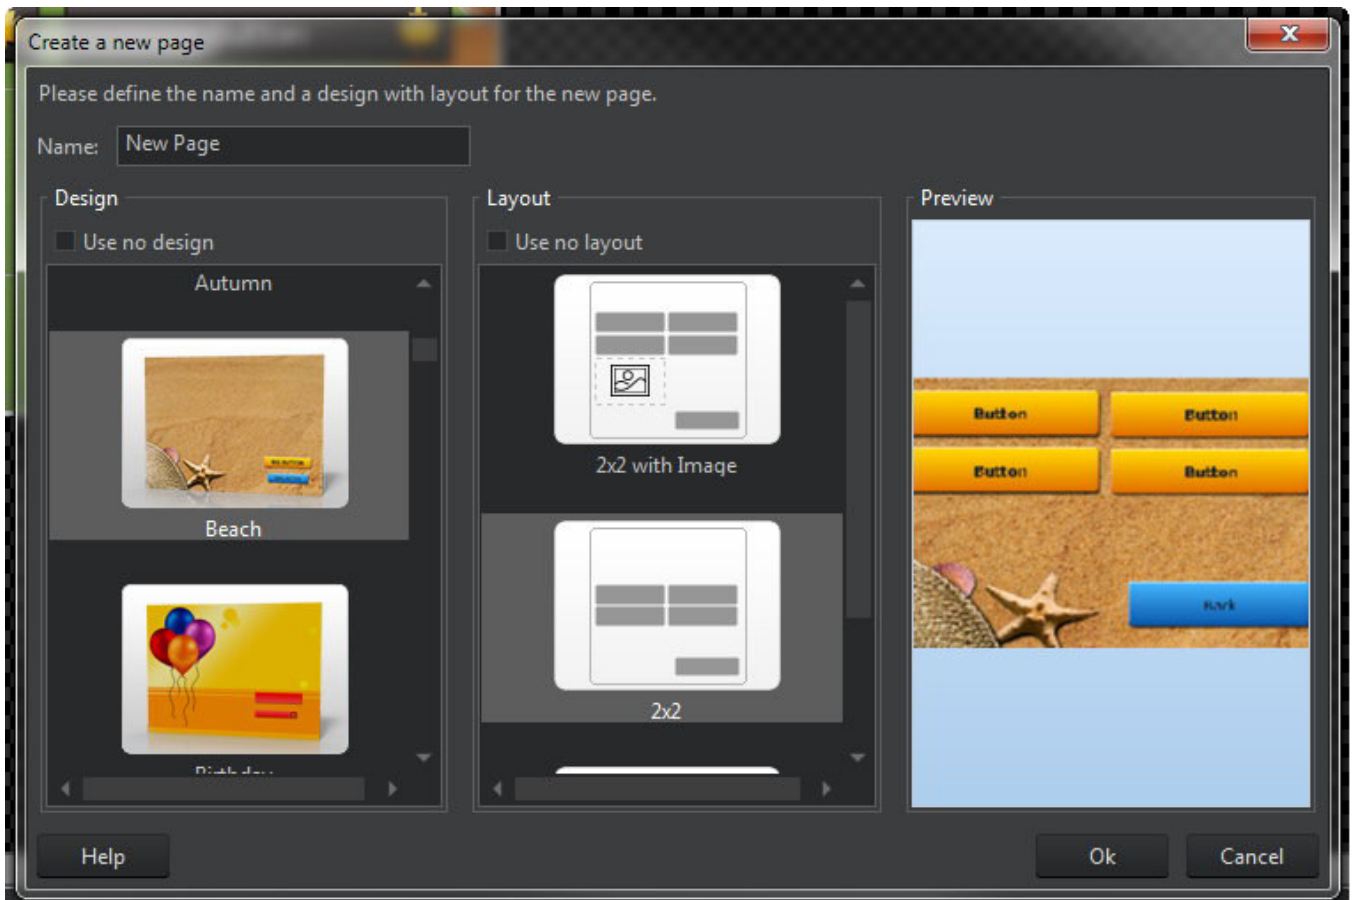 Create a new page
Please define the name and a design with layout for the new page.
Name: New Page
Design
Use no design
Autumn
Beach
Birthday
Layout
Use no layout
2x2 with Image
2x2
Preview
Button Button
Button Button
Back
Help
Ok
Cancel